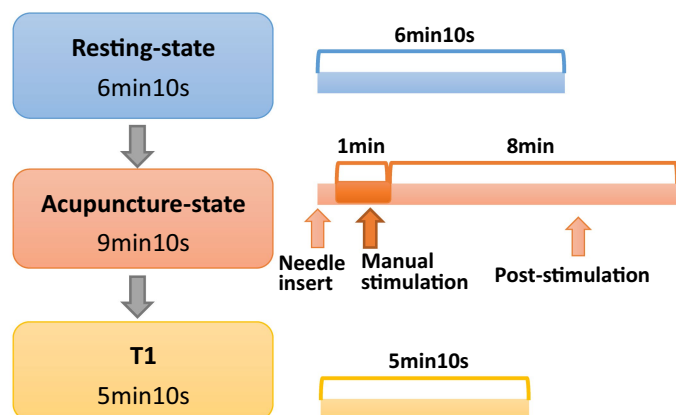 Resting-state
6min10s
6min10s
1min
8min
Acupuncture-state
9min10s
Needle
insert
Manual
stimulation
Post-stimulation
T1
5min10s
5min10s